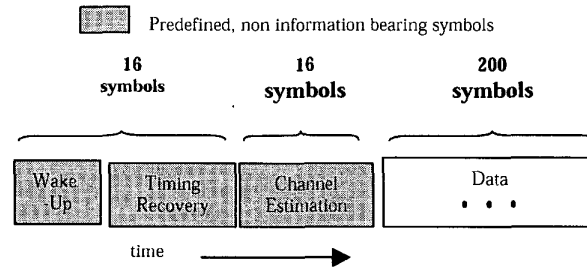 Predefined, non information bearing symbols
16
symbols
16
symbols
200
symbols
Wake
-Up
Timing
Recovery
Channel
Estimation
Data
• • •
time